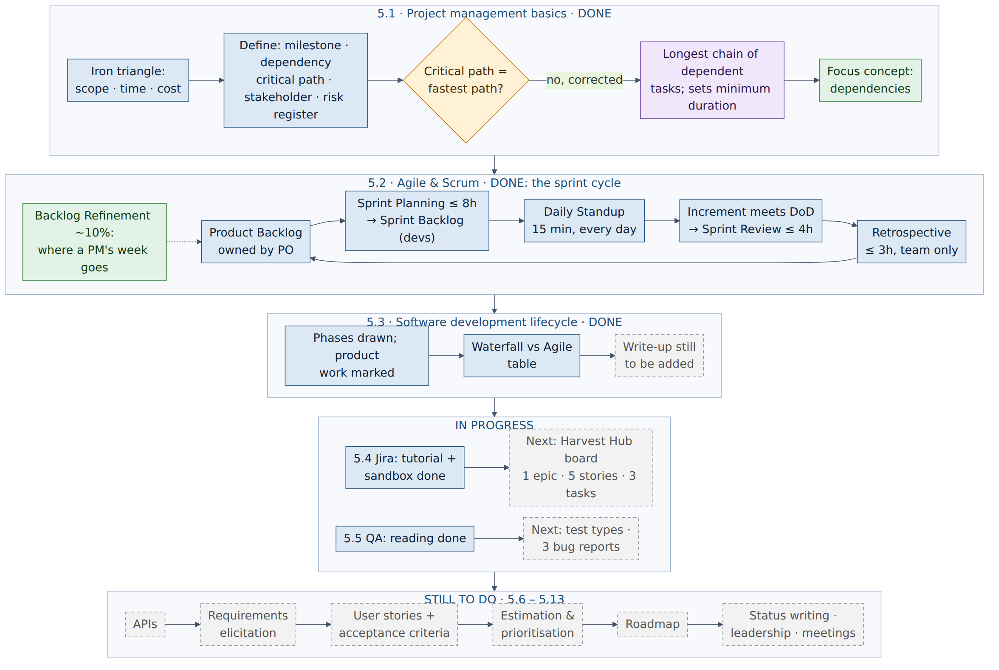 5.1 · Project management basics · DONE
Iron triangle:
scope · time · cost
Define: milestone ·
dependency
critical path ·
stakeholder · risk
register
Critical path =
fastest path?
no, corrected
Longest chain of
dependent
tasks; sets minimum
duration
Focus concept:
dependencies
5.2 · Agile & Scrum · DONE: the sprint cycle
Backlog Refinement
~10%:
where a PM's week
goes
Product Backlog
owned by PO
Sprint Planning ≤ 8h
→ Sprint Backlog
(devs)
Daily Standup
15 min, every day
Increment meets DoD
→ Sprint Review ≤ 4h
Retrospective
≤ 3h, team only
5.3 · Software development lifecycle · DONE
Phases drawn;
product
work marked
Waterfall vs Agile
table
Write-up still
to be added
IN PROGRESS
5.4 Jira: tutorial +
sandbox done
Next: Harvest Hub
board
1 epic · 5 stories · 3
tasks
5.5 QA: reading done
Next: test types ·
3 bug reports
STILL TO DO · 5.6 – 5.13
APIs
Requirements
elicitation
User stories +
acceptance criteria
Estimation &
prioritisation
Roadmap
Status writing ·
leadership · meetings